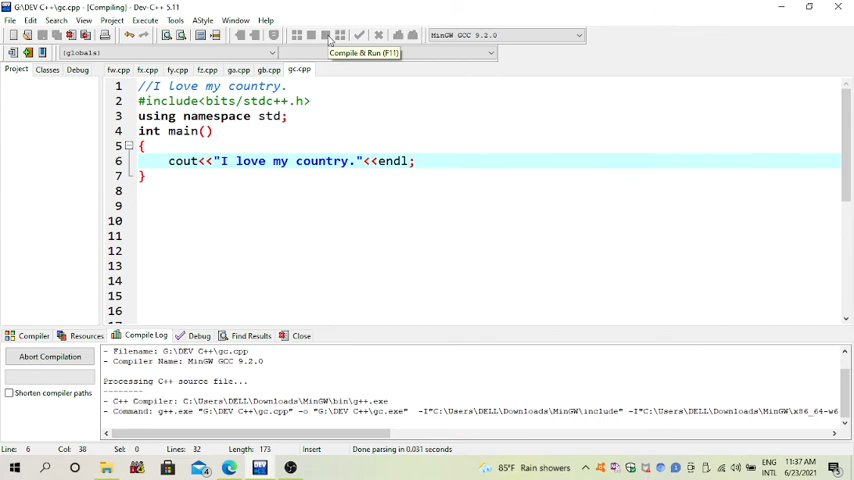 G:\DEV C++\gc.cpp - [Compiling] - Dev-C++ 5.11
File Edit Search View Project Execute Tools AStyle Window Help
MinGW GCC 9.2.0
Compile & Run (F11)
(globals)
Project Classes Debug fw.cpp fx.cpp fy.cpp fz.cpp ga.cpp gb.cpp gc.cpp
1 //I love my country.
2 #include<bits/stdc++.h>
3 using namespace std;
4 int main()
5 {
6 cout<<"I love my country."<<endl;
7 }
8
9
10
11
12
13
14
15
16
Compiler Resources Compile Log Debug Find Results Close
Abort Compilation
Shorten compiler paths
- Filename: G:\DEV C++\gc.cpp
- Compiler Name: MinGW GCC 9.2.0
Processing C++ source file...
--------
- C++ Compiler: C:\Users\DELL\Downloads\MinGW\bin\g++.exe
- Command: g++.exe "G:\DEV C++\gc.cpp" -o "G:\DEV C++\gc.exe" -I"C:\Users\DELL\Downloads\MinGW\include" -I"C:\Users\DELL\Downloads\MinGW\x86_64-w6
Line: 6 Col: 38 Sel: 0 Lines: 32 Length: 173 Insert Done parsing in 0.031 seconds
85°F Rain showers
ENG
INTL
11:37 AM
6/23/2021